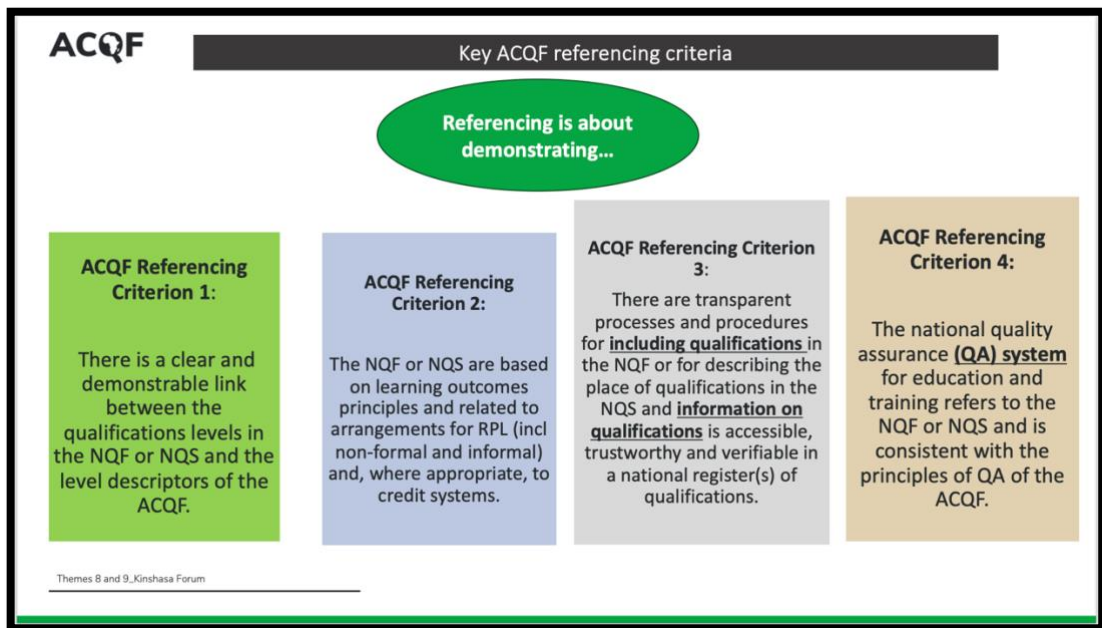 ACQF
Key ACQF referencing criteria
Referencing is about
demonstrating...
ACQF Referencing
Criterion 1:
There is a clear and
demonstrable link
between the
qualifications levels in
the NQF or NQS and the
level descriptors of the
ACQF.
ACQF Referencing
Criterion 2:
The NQF or NQS are based
on learning outcomes
principles and related to
arrangements for RPL (incl
non-formal and informal)
and, where appropriate, to
credit systems.
ACQF Referencing Criterion
3:
There are transparent
processes and procedures
for including qualifications in
the NQF or for describing the
place of qualifications in the
NQS and information on
qualifications is accessible,
trustworthy and verifiable in
a national register(s) of
qualifications.
ACQF Referencing
Criterion 4:
The national quality
assurance (QA) system
for education and
training refers to the
NQF or NQS and is
consistent with the
principles of QA of the
ACQF.
Themes 8 and 9_Kinshasa Forum